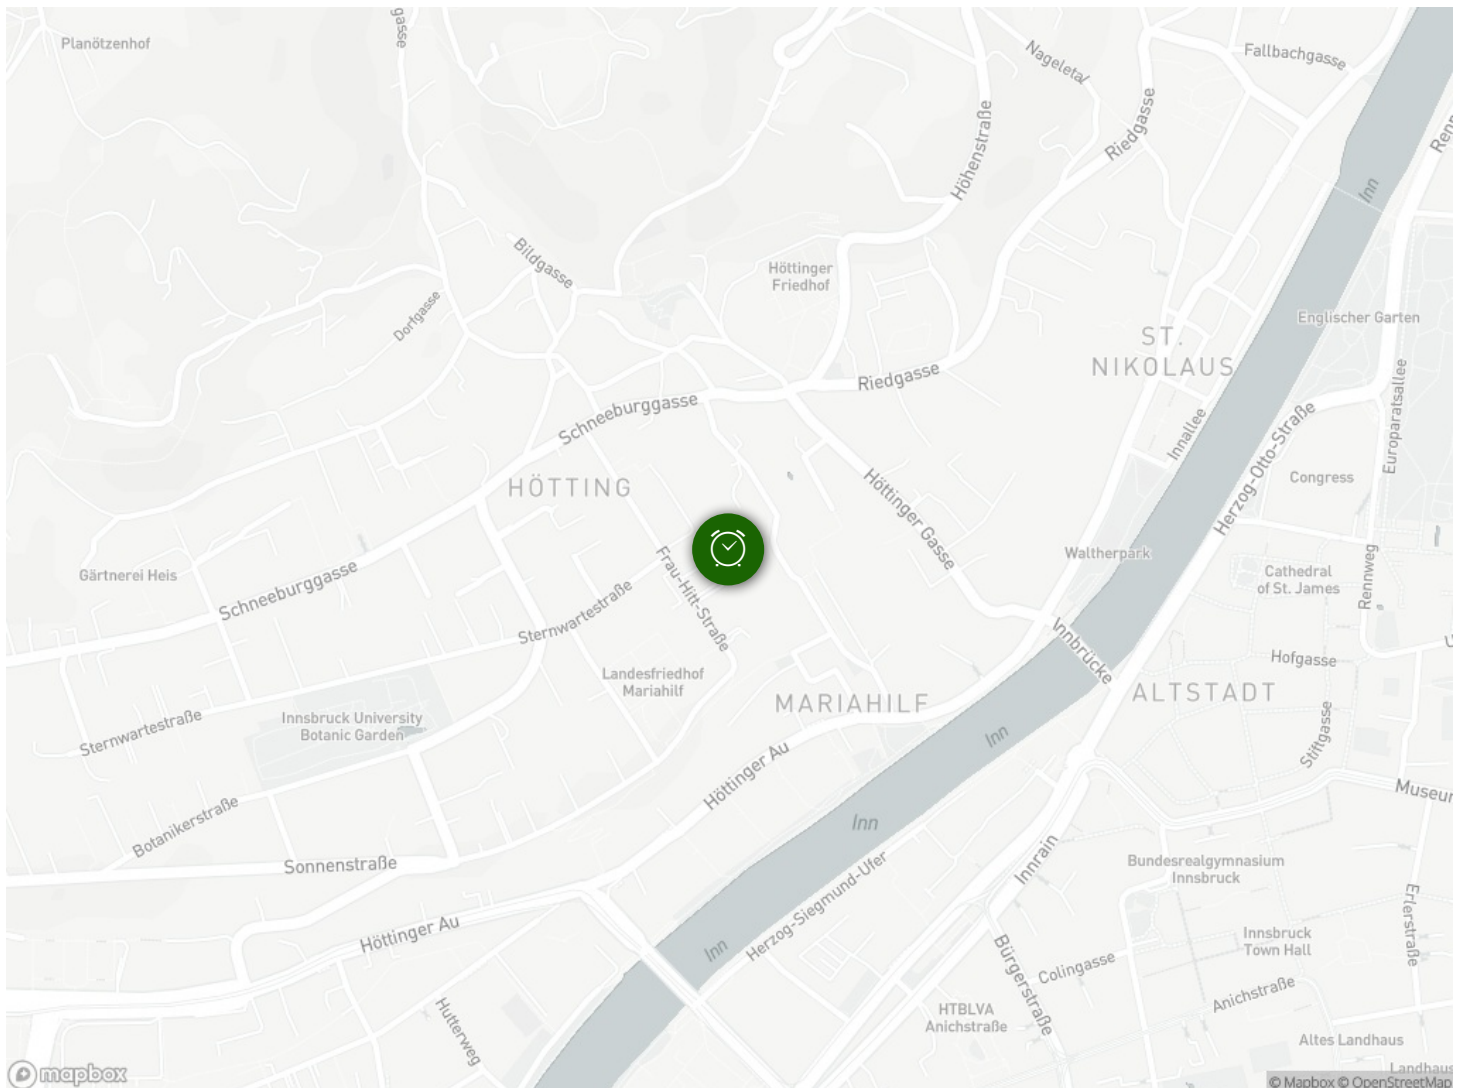 Planötzenhof
gasse
Nageletal
Fallbachgasse
Höhenstraße
Riedgasse
Inn
Bildgasse
Höttinger
Friedhof
Dorfgasse
Englischer Garten
ST.
NIKOLAUS
Riedgasse
Schneeburggasse
Innallee
Herzog-Otto-Straße
Europaratsallee
HÖTTING
Congress
Höttinger Gasse
Waltherpark
Gärtnerei Heis
Schneeburggasse
Frau-Hitt-Straße
Sternwartestraße
Cathedral
of St. James
Rennweg
Innbrücke
Hofgasse
Landesfriedhof
Mariahilf
MARIAHILF
ALTSTADT
Sternwartestraße
Innsbruck University
Botanic Garden
Inn
Stiftgasse
Höttinger Au
Museur
Botanikerstraße
Inn
Sonnenstraße
Herzog-Siegmund-Ufer
Innrain
Bundesrealgymnasium
Innsbruck
Höttinger Au
Inn
Erlerstraße
Innsbruck
Town Hall
Bürgerstraße
Colingasse
Anichstraße
Hutterweg
HTBLVA
Anichstraße
Altes Landhaus
Landhaus
mapbox
© Mapbox © OpenStreetMap